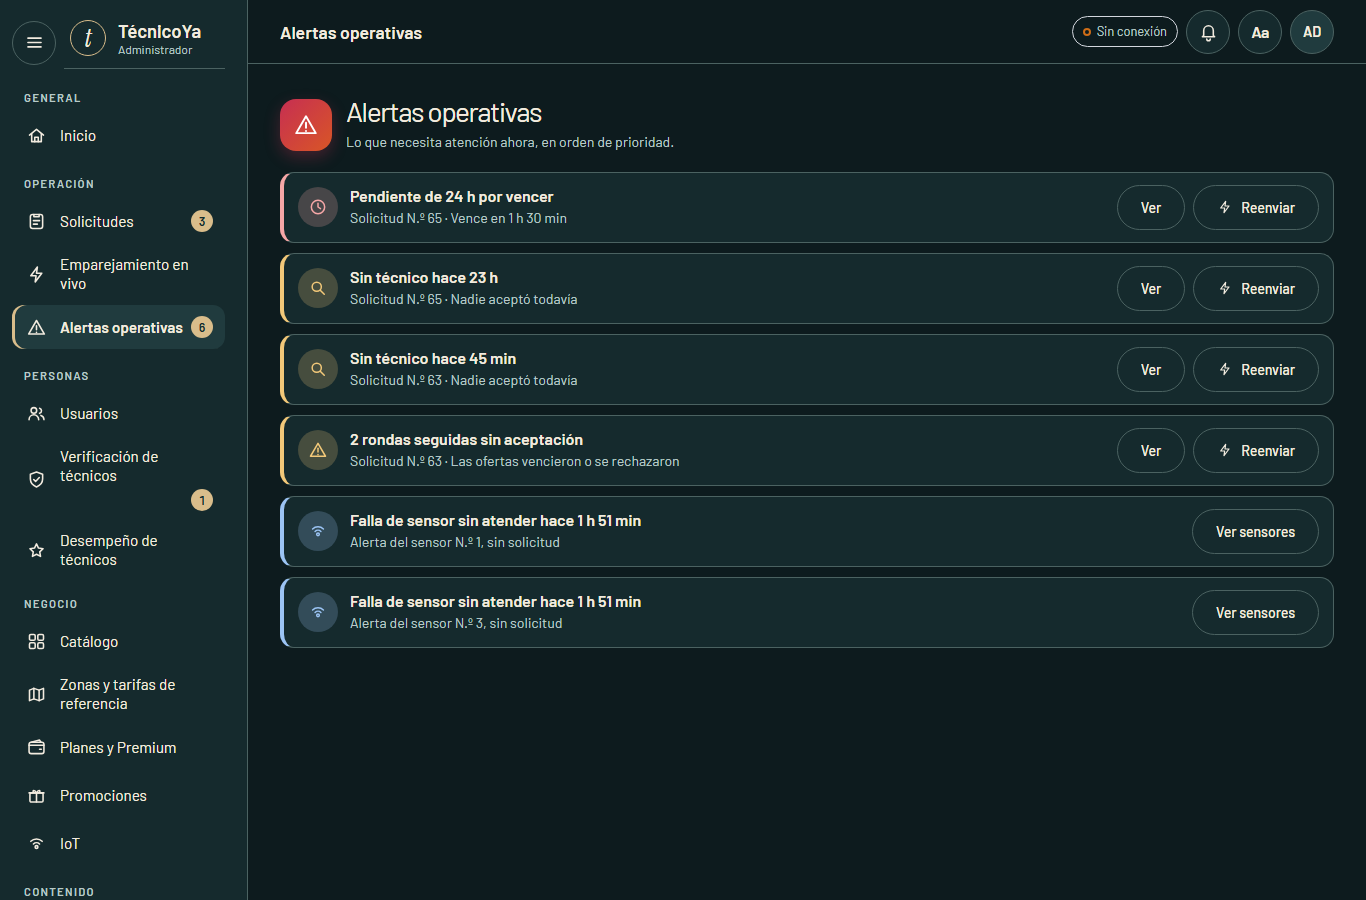 t
TécnicoYa
Administrador
GENERAL
Inicio
OPERACIÓN
Solicitudes
3
Emparejamiento en
vivo
Alertas operativas
6
PERSONAS
Usuarios
Verificación de
técnicos
1
Desempeño de
técnicos
NEGOCIO
Catálogo
Zonas y tarifas de
referencia
Planes y Premium
Promociones
IoT
CONTENIDO
Alertas operativas
Sin conexión
Aa
AD
Alertas operativas
Lo que necesita atención ahora, en orden de prioridad.
Pendiente de 24 h por vencer
Solicitud N.º 65 · Vence en 1 h 30 min
Ver
Reenviar
Sin técnico hace 23 h
Solicitud N.º 65 · Nadie aceptó todavía
Ver
Reenviar
Sin técnico hace 45 min
Solicitud N.º 63 · Nadie aceptó todavía
Ver
Reenviar
2 rondas seguidas sin aceptación
Solicitud N.º 63 · Las ofertas vencieron o se rechazaron
Ver
Reenviar
Falla de sensor sin atender hace 1 h 51 min
Alerta del sensor N.º 1, sin solicitud
Ver sensores
Falla de sensor sin atender hace 1 h 51 min
Alerta del sensor N.º 3, sin solicitud
Ver sensores